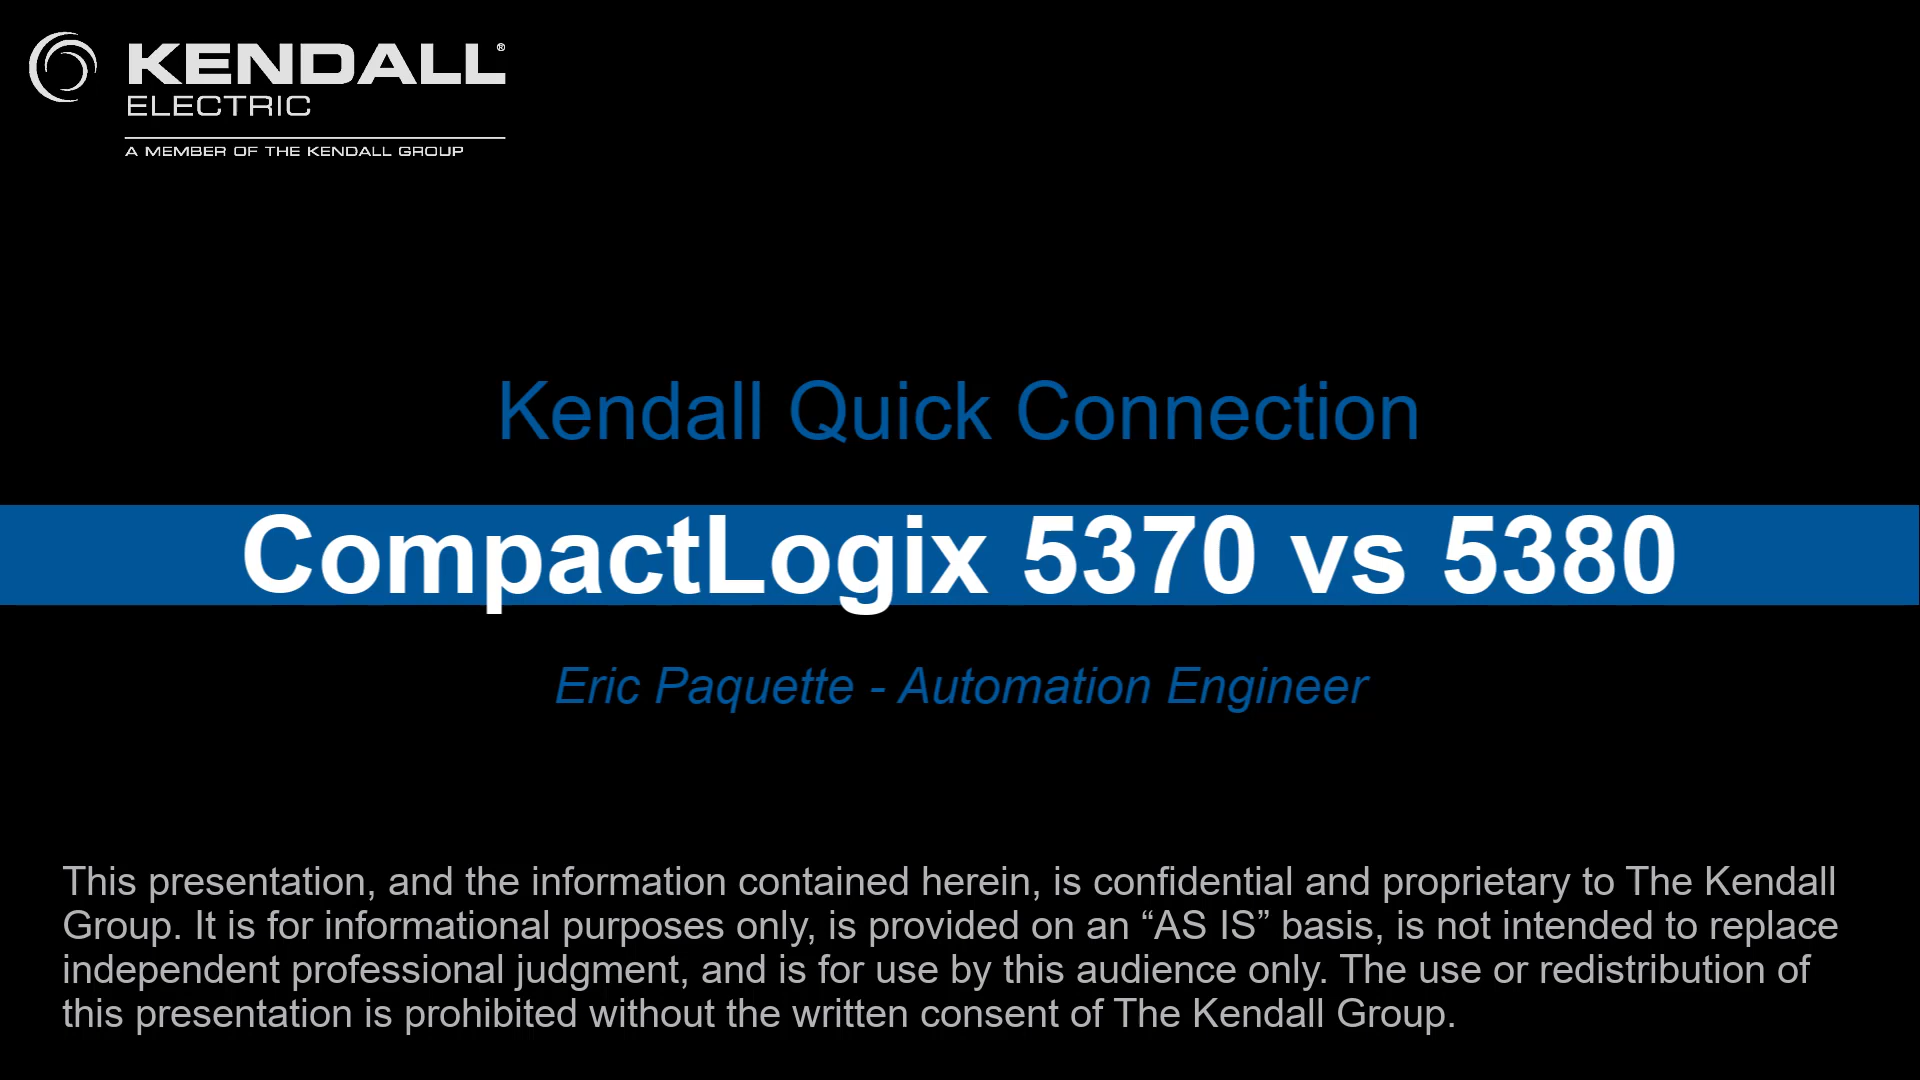 KENDALL®
ELECTRIC
A MEMBER OF THE KENDALL GROUP
Kendall Quick Connection
CompactLogix 5370 vs 5380
Eric Paquette - Automation Engineer
This presentation, and the information contained herein, is confidential and proprietary to The Kendall
Group. It is for informational purposes only, is provided on an “AS IS” basis, is not intended to replace
independent professional judgment, and is for use by this audience only. The use or redistribution of
this presentation is prohibited without the written consent of The Kendall Group.